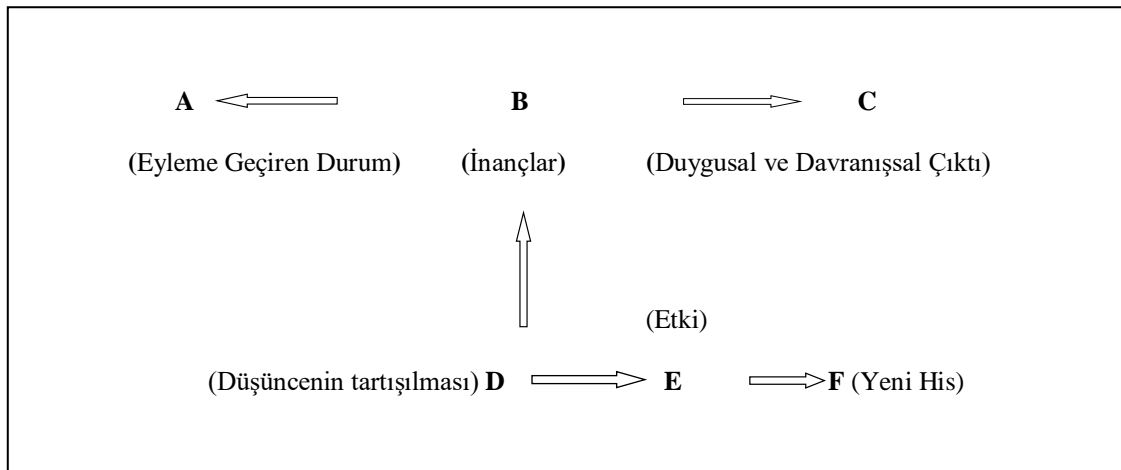 A B C
(Eyleme Geçiren Durum) (İnançlar) (Duygusal ve Davranışsal Çıktı)
(Etki)
(Düşüncenin tartışılması) D E F (Yeni His)